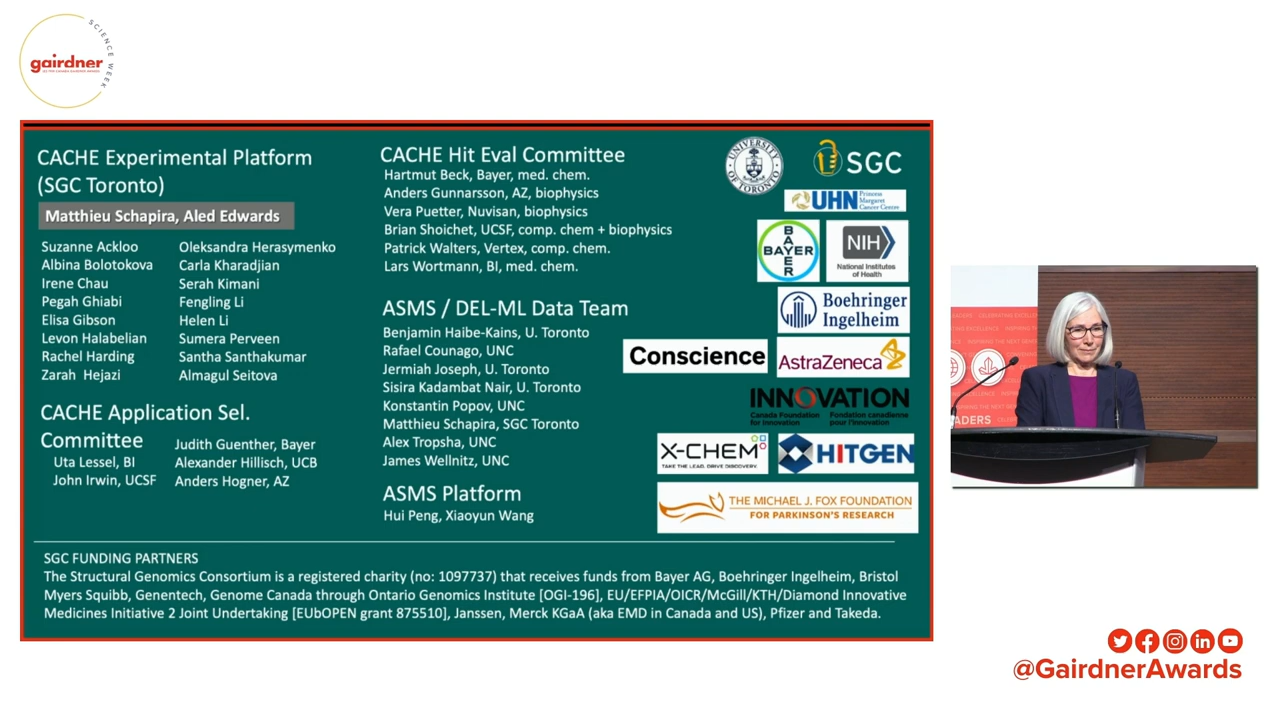 SCIENCE WEEK
gairdner
CACHE Experimental Platform
(SGC Toronto)
Matthieu Schapira, Aled Edwards
Suzanne Ackloo
Albina Bolotokova
Irene Chau
Pegah Ghiabi
Elisa Gibson
Levon Halabelian
Rachel Harding
Zarah Hejazi
Oleksandra Herasymenko
Carla Kharadjian
Serah Kimani
Fengling Li
Helen Li
Sumera Perveen
Santha Santhakumar
Almagul Seitova
CACHE Application Sel.
Committee
Uta Lessel, BI
John Irwin, UCSF
Judith Guenther, Bayer
Alexander Hillisch, UCB
Anders Hogner, AZ
CACHE Hit Eval Committee
Hartmut Beck, Bayer, med. chem.
Anders Gunnarsson, AZ, biophysics
Vera Puetter, Nuvisan, biophysics
Brian Shoichet, UCSF, comp. chem + biophysics
Patrick Walters, Vertex, comp. chem.
Lars Wortmann, BI, med. chem.
ASMS / DEL-ML Data Team
Benjamin Haibe-Kains, U. Toronto
Rafael Counago, UNC
Jermiah Joseph, U. Toronto
Sisira Kadambat Nair, U. Toronto
Konstantin Popov, UNC
Matthieu Schapira, SGC Toronto
Alex Tropsha, UNC
James Wellnitz, UNC
ASMS Platform
Hui Peng, Xiaoyun Wang
UNIVERSITY OF TORONTO
SGC
UHN Princess
Margaret
Cancer Centre
BAYER
BAYER
NIH
National Institutes
of Health
Boehringer
Ingelheim
Conscience
AstraZeneca
INNOVATION
Canada Foundation
for Innovation
Fondation canadienne
pour l'innovation
X-CHEM
TAKE THE LEAD. DRIVE DISCOVERY.
HITGEN
THE MICHAEL J. FOX FOUNDATION
FOR PARKINSON'S RESEARCH
SGC FUNDING PARTNERS
The Structural Genomics Consortium is a registered charity (no: 1097737) that receives funds from Bayer AG, Boehringer Ingelheim, Bristol
Myers Squibb, Genentech, Genome Canada through Ontario Genomics Institute [OGI-196], EU/EFPIA/OICR/McGill/KTH/Diamond Innovative
Medicines Initiative 2 Joint Undertaking [EUbOPEN grant 875510], Janssen, Merck KGaA (aka EMD in Canada and US), Pfizer and Takeda.
@GairdnerAwards